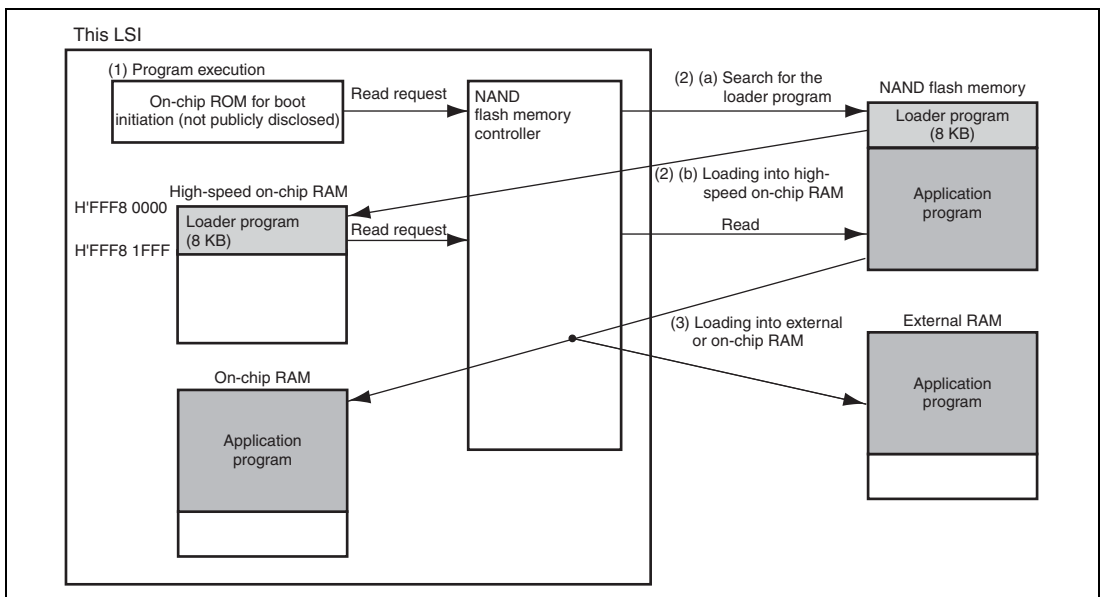 This LSI
(1) Program execution
On-chip ROM for boot
initiation (not publicly disclosed)
Read request
NAND
flash memory
controller
(2) (a) Search for the
loader program
NAND flash memory
Loader program
(8 KB)
Application
program
(2) (b) Loading into high-
speed on-chip RAM
High-speed on-chip RAM
H'FFF8 0000
Loader program
(8 KB)
H'FFF8 1FFF
Read request
Read
(3) Loading into external
or on-chip RAM
On-chip RAM
Application
program
External RAM
Application
program